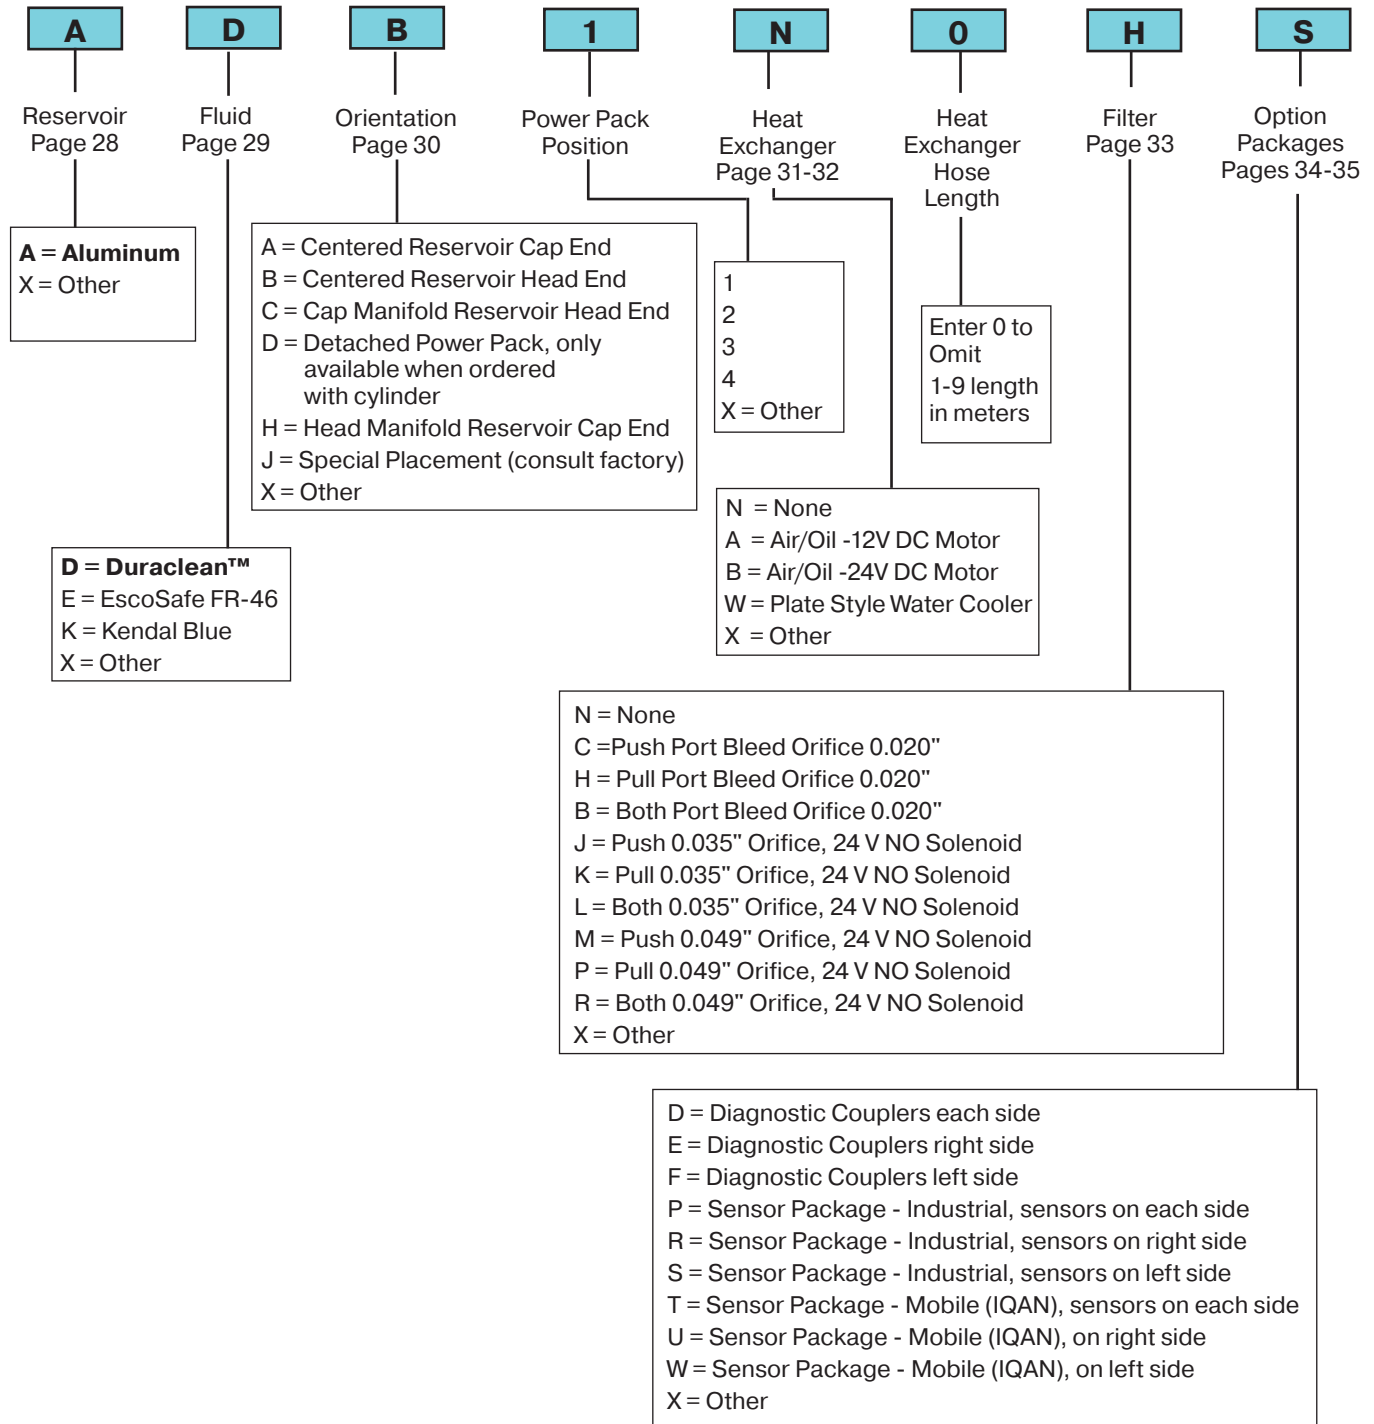 A D B 1 N 0 H S
Reservoir
Page 28
Fluid
Page 29
Orientation
Page 30
Power Pack
Position
Heat
Exchanger
Page 31-32
Heat
Exchanger
Hose
Length
Filter
Page 33
Option
Packages
Pages 34-35
A = Aluminum
X = Other
A = Centered Reservoir Cap End
B = Centered Reservoir Head End
C = Cap Manifold Reservoir Head End
D = Detached Power Pack, only
available when ordered
with cylinder
H = Head Manifold Reservoir Cap End
J = Special Placement (consult factory)
X = Other
1
2
3
4
X = Other
Enter 0 to
Omit
1-9 length
in meters
N = None
A = Air/Oil -12V DC Motor
B = Air/Oil -24V DC Motor
W = Plate Style Water Cooler
X = Other
D = Duraclean™
E = EscoSafe FR-46
K = Kendal Blue
X = Other
N = None
C =Push Port Bleed Orifice 0.020"
H = Pull Port Bleed Orifice 0.020"
B = Both Port Bleed Orifice 0.020"
J = Push 0.035" Orifice, 24 V NO Solenoid
K = Pull 0.035" Orifice, 24 V NO Solenoid
L = Both 0.035" Orifice, 24 V NO Solenoid
M = Push 0.049" Orifice, 24 V NO Solenoid
P = Pull 0.049" Orifice, 24 V NO Solenoid
R = Both 0.049" Orifice, 24 V NO Solenoid
X = Other
D = Diagnostic Couplers each side
E = Diagnostic Couplers right side
F = Diagnostic Couplers left side
P = Sensor Package - Industrial, sensors on each side
R = Sensor Package - Industrial, sensors on right side
S = Sensor Package - Industrial, sensors on left side
T = Sensor Package - Mobile (IQAN), sensors on each side
U = Sensor Package - Mobile (IQAN), on right side
W = Sensor Package - Mobile (IQAN), on left side
X = Other